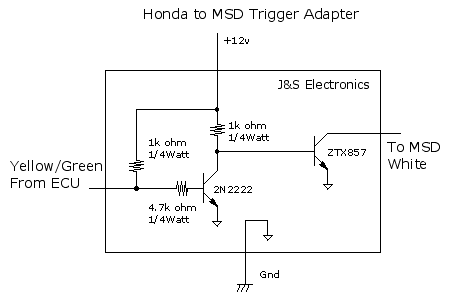 Honda to MSD Trigger Adapter
+12v
J&S Electronics
1k ohm
1/4Watt
1k ohm
1/4Watt
ZTX857
To MSD
White
Yellow/Green
From ECU
2N2222
4.7k ohm
1/4Watt
Gnd